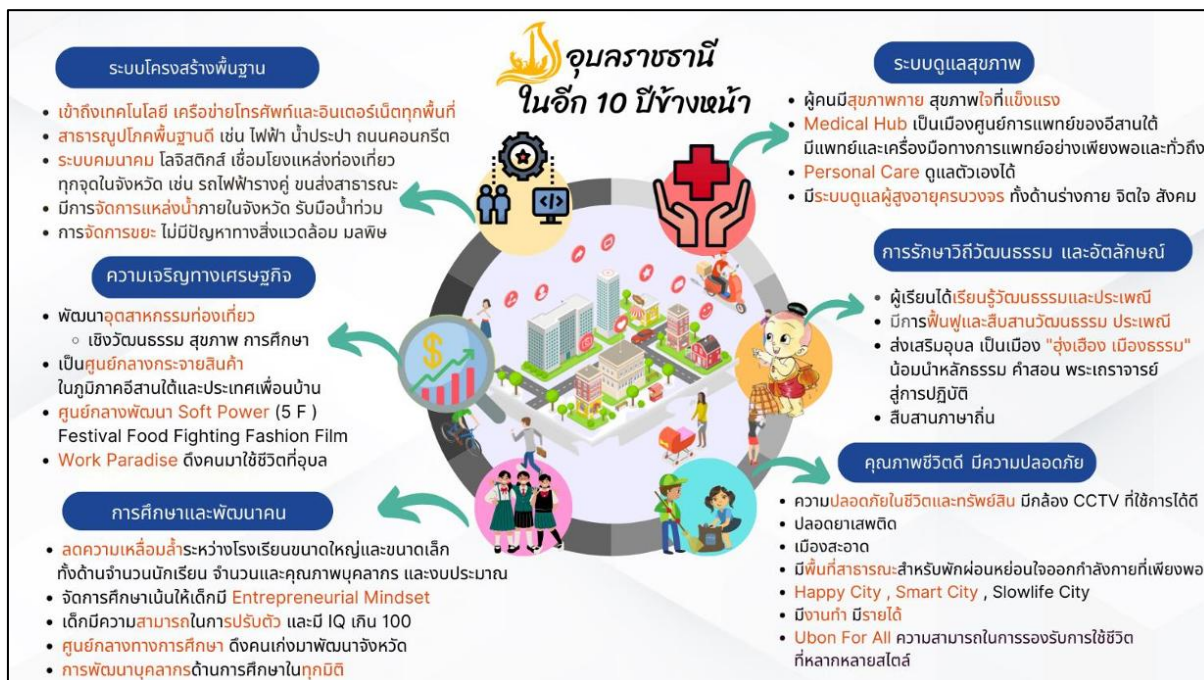 อุบลราชธานี
ในอีก 10 ปีข้างหน้า
ระบบโครงสร้างพื้นฐาน
• เข้าถึงเทคโนโลยี เครือข่ายโทรศัพท์และอินเตอร์เน็ตทุกพื้นที่
• สาธารณูปโภคพื้นฐานดี เช่น ไฟฟ้า น้ำประปา ถนนคอนกรีต
• ระบบคมนาคม โลจิสติกส์ เชื่อมโยงแหล่งท่องเที่ยว
ทุกจุดในจังหวัด เช่น รถไฟฟ้ารางคู่ ขนส่งสาธารณะ
• มีการจัดการแหล่งน้ำภายในจังหวัด รับมือน้ำท่วม
• การจัดการขยะ ไม่มีปัญหาทางสิ่งแวดล้อม มลพิษ
ความเจริญทางเศรษฐกิจ
• พัฒนาอุตสาหกรรมท่องเที่ยว
○ เชิงวัฒนธรรม สุขภาพ การศึกษา
• เป็นศูนย์กลางกระจายสินค้า
ในภูมิภาคอีสานใต้และประเทศเพื่อนบ้าน
• ศูนย์กลางพัฒนา Soft Power (5 F )
Festival Food Fighting Fashion Film
• Work Paradise ดึงคนมาใช้ชีวิตที่อุบล
การศึกษาและพัฒนาคน
• ลดความเหลื่อมล้ำระหว่างโรงเรียนขนาดใหญ่และขนาดเล็ก
ทั้งด้านจำนวนนักเรียน จำนวนและคุณภาพบุคลากร และงบประมาณ
• จัดการศึกษาเน้นให้เด็กมี Entrepreneurial Mindset
• เด็กมีความสามารถในการปรับตัว และมี IQ เกิน 100
• ศูนย์กลางทางการศึกษา ดึงคนเก่งมาพัฒนาจังหวัด
• การพัฒนาบุคลากรด้านการศึกษาในทุกมิติ
ระบบดูแลสุขภาพ
• ผู้คนมีสุขภาพกาย สุขภาพใจที่แข็งแรง
• Medical Hub เป็นเมืองศูนย์การแพทย์ของอีสานใต้
มีแพทย์และเครื่องมือทางการแพทย์อย่างเพียงพอและทั่วถึง
• Personal Care ดูแลตัวเองได้
• มีระบบดูแลผู้สูงอายุครบวงจร ทั้งด้านร่างกาย จิตใจ สังคม
การรักษาวิถีวัฒนธรรม และอัตลักษณ์
• ผู้เรียนได้เรียนรู้วัฒนธรรมและประเพณี
• มีการฟื้นฟูและสืบสานวัฒนธรรม ประเพณี
• ส่งเสริมอุบล เป็นเมือง "ฮุ่งเฮือง เมืองธรรม"
น้อมนำหลักธรรม คำสอน พระเถราจารย์
สู่การปฏิบัติ
• สืบสานภาษาถิ่น
คุณภาพชีวิตดี มีความปลอดภัย
• ความปลอดภัยในชีวิตและทรัพย์สิน มีกล้อง CCTV ที่ใช้การได้ดี
• ปลอดยาเสพติด
• เมืองสะอาด
• มีพื้นที่สาธารณะสำหรับพักผ่อนหย่อนใจออกกำลังกายที่เพียงพอ
• Happy City , Smart City , Slowlife City
• มีงานทำ มีรายได้
• Ubon For All ความสามารถในการรองรับการใช้ชีวิต
ที่หลากหลายสไตล์